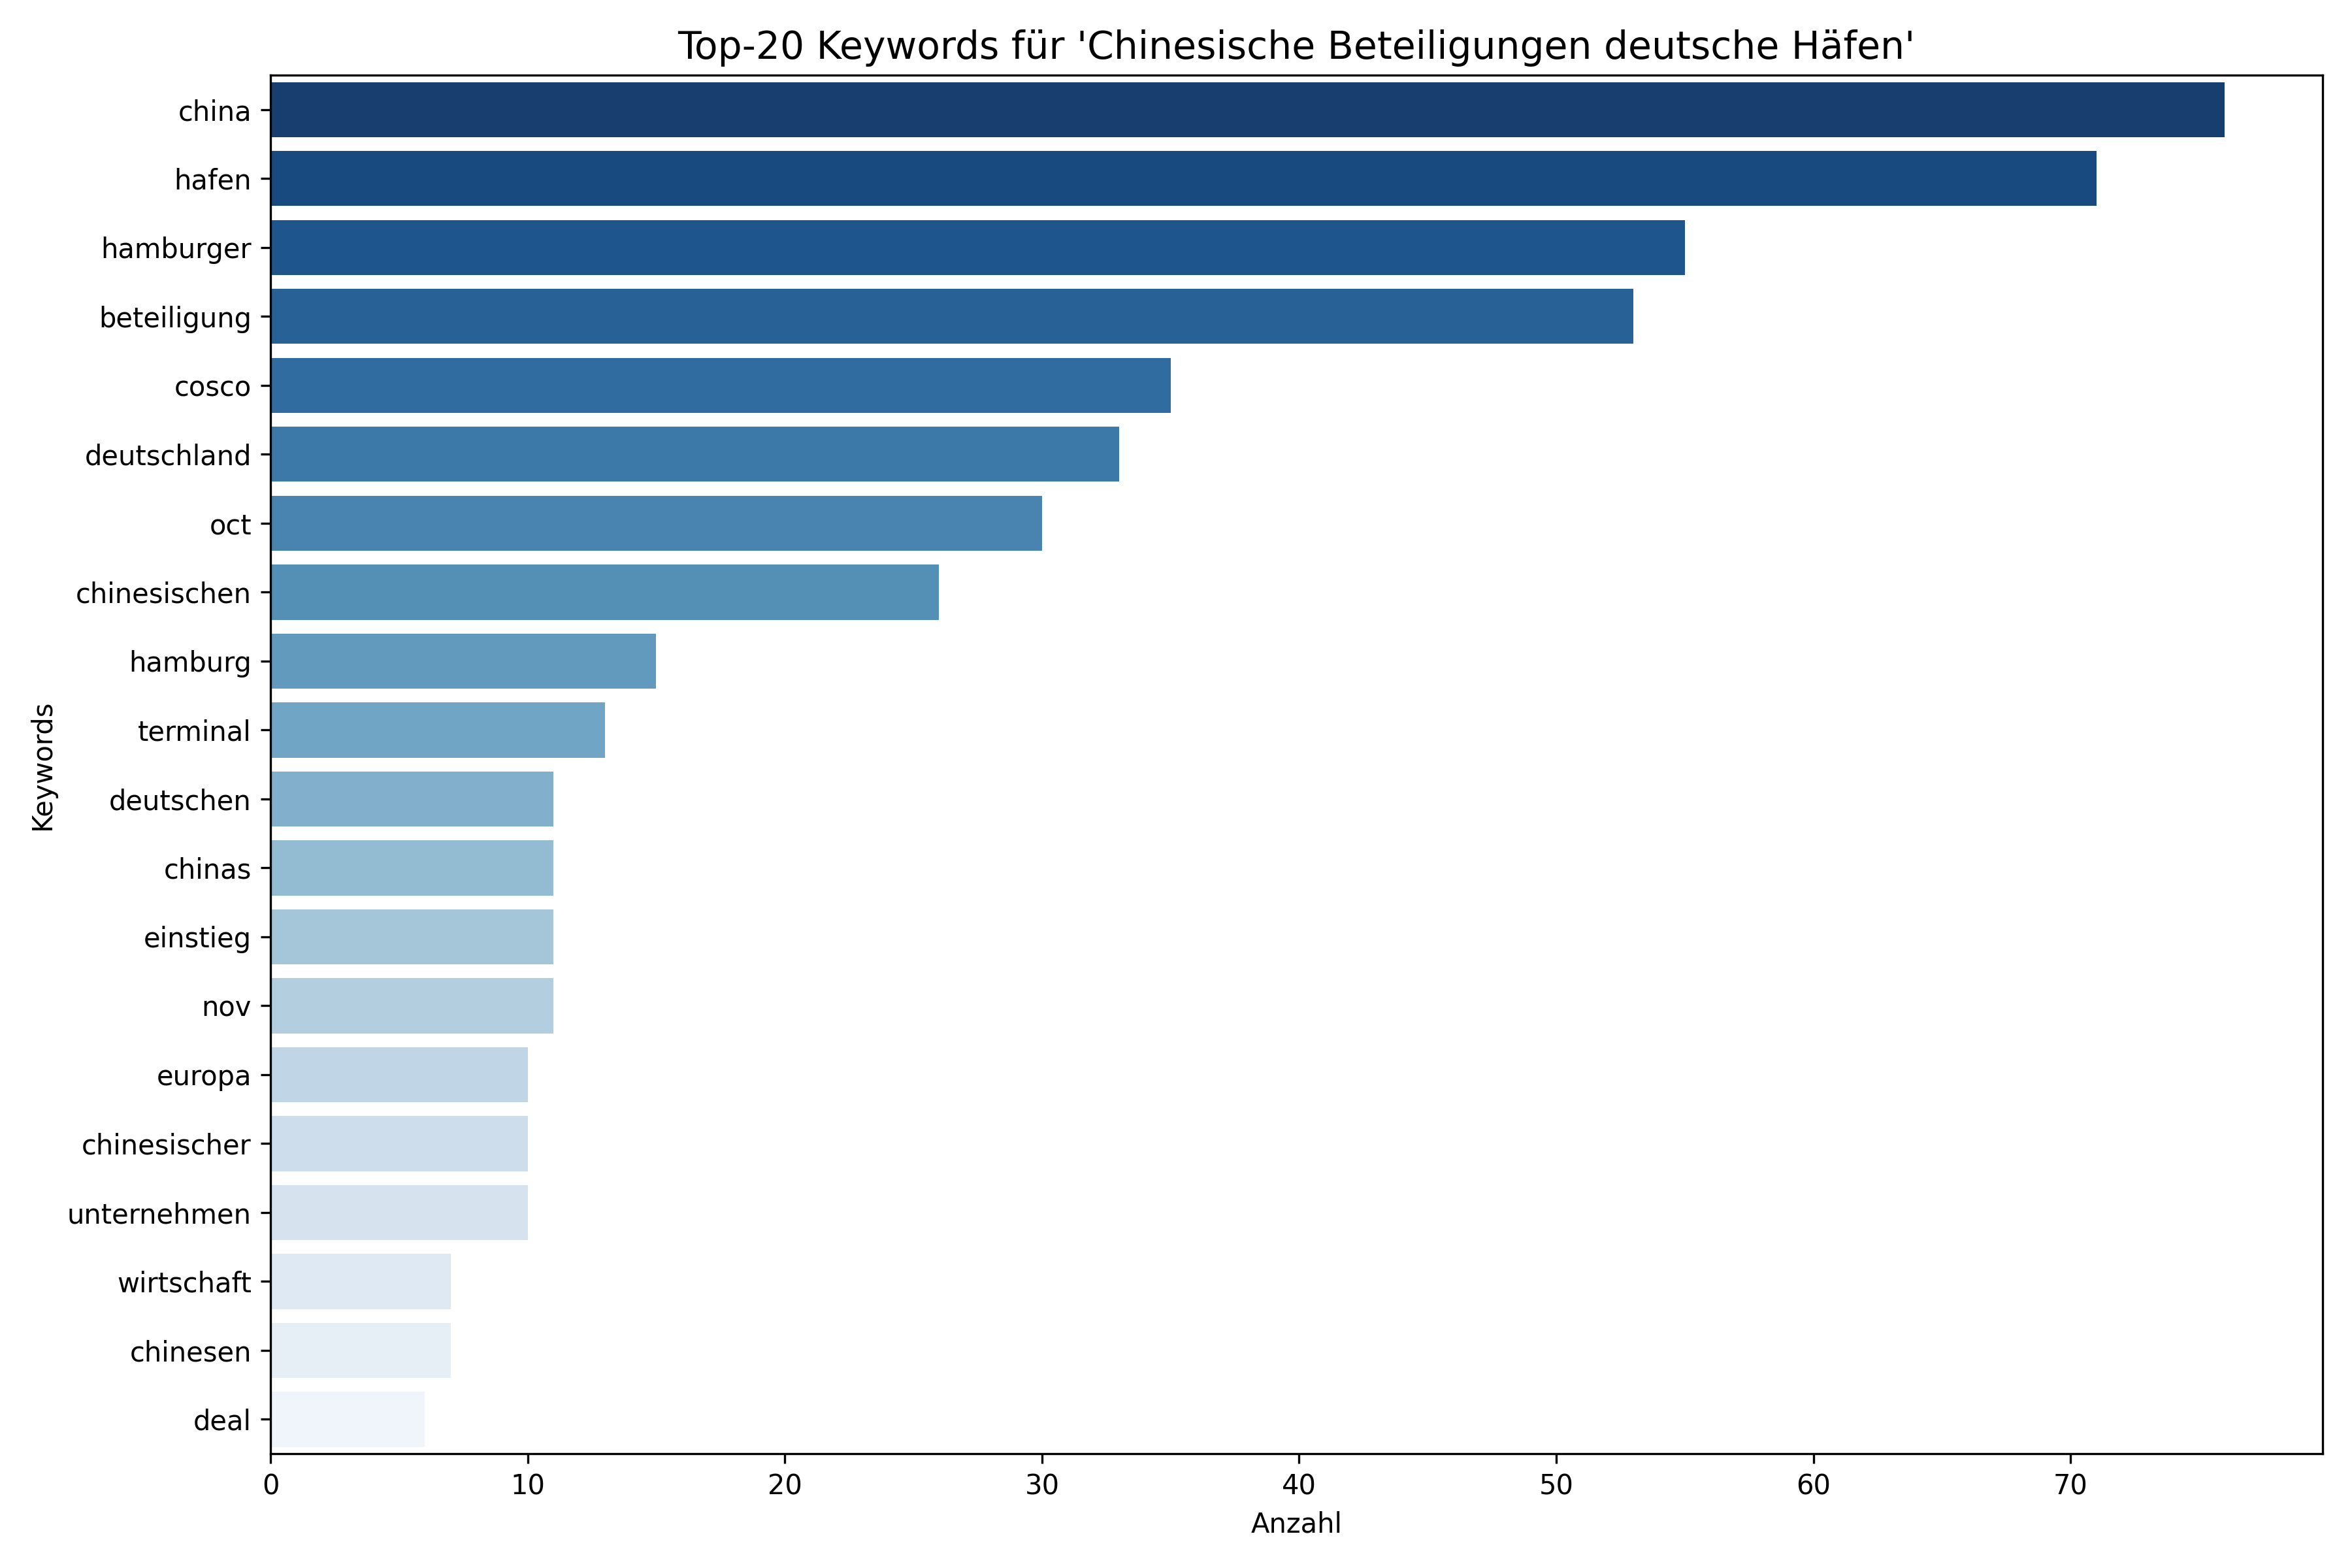 Top-20 Keywords für 'Chinesische Beteiligungen deutsche Häfen'
china
hafen
hamburger
beteiligung
cosco
deutschland
oct
chinesischen
hamburg
terminal
deutschen
chinas
einstieg
nov
europa
chinesischer
unternehmen
wirtschaft
chinesen
deal
Keywords
0 10 20 30 40 50 60 70
Anzahl